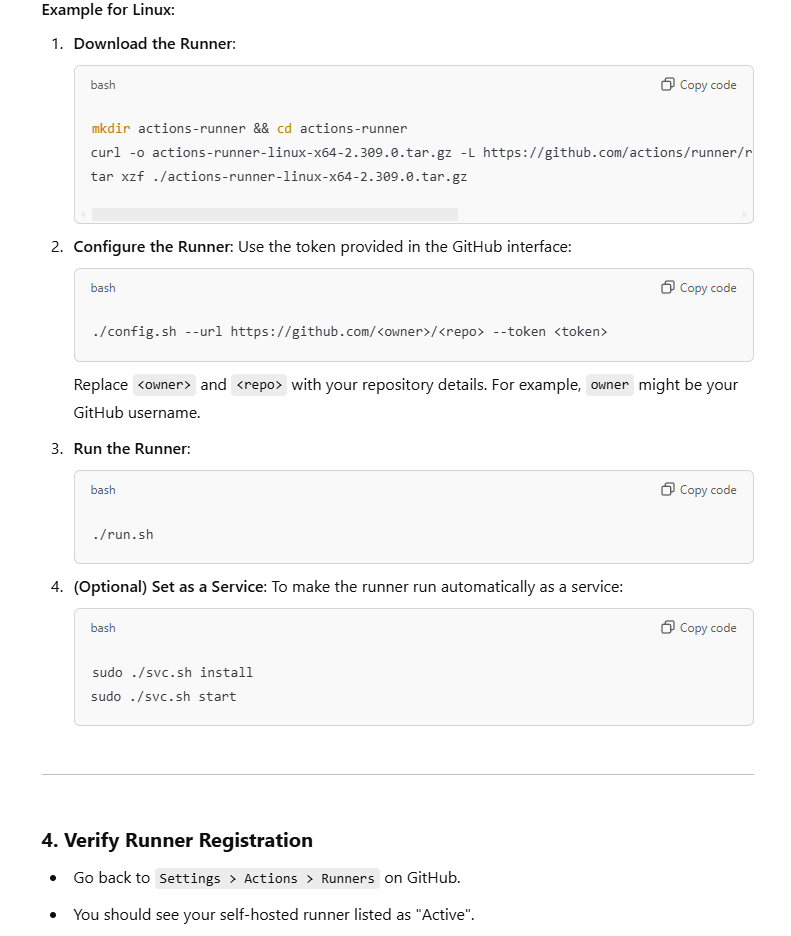 Example for Linux:
1. Download the Runner:
bash
Copy code
mkdir actions-runner && cd actions-runner
curl -o actions-runner-linux-x64-2.309.0.tar.gz -L https://github.com/actions/runner/r
tar xzf ./actions-runner-linux-x64-2.309.0.tar.gz
2. Configure the Runner: Use the token provided in the GitHub interface:
bash
Copy code
./config.sh --url https://github.com/<owner>/<repo> --token <token>
Replace <owner> and <repo> with your repository details. For example, owner might be your
GitHub username.
3. Run the Runner:
bash
Copy code
./run.sh
4. (Optional) Set as a Service: To make the runner run automatically as a service:
bash
Copy code
sudo ./svc.sh install
sudo ./svc.sh start
4. Verify Runner Registration
• Go back to Settings > Actions > Runners on GitHub.
• You should see your self-hosted runner listed as "Active".